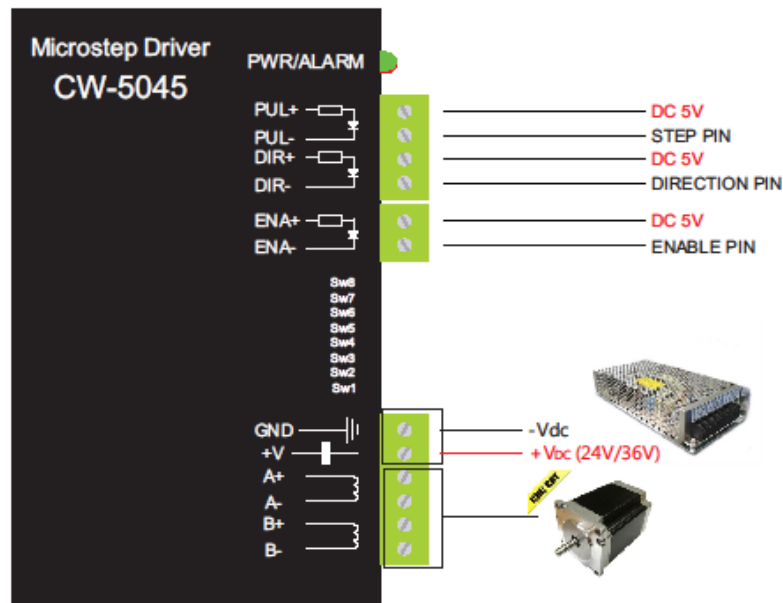 Microstep Driver
CW-5045
PWR/ALARM
PUL+ DC 5V
PUL- STEP PIN
DIR+ DC 5V
DIR- DIRECTION PIN
ENA+ DC 5V
ENA- ENABLE PIN
Sw8
Sw7
Sw6
Sw5
Sw4
Sw3
Sw2
Sw1
GND -Vdc
+V +VDC (24V/36V)
A+
A-
B+
B-